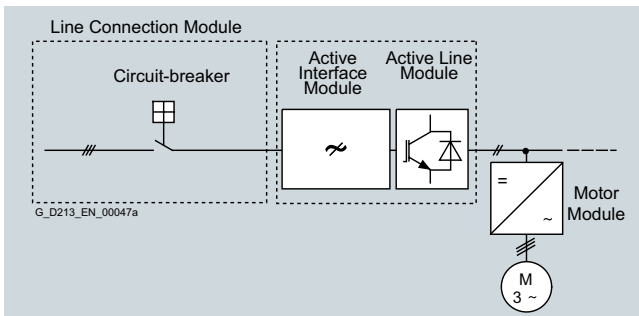 Line Connection Module
Circuit-breaker
Active
Interface
Module
Active Line
Module
G_D213_EN_00047a
=
~
Motor
Module
M
3 ~